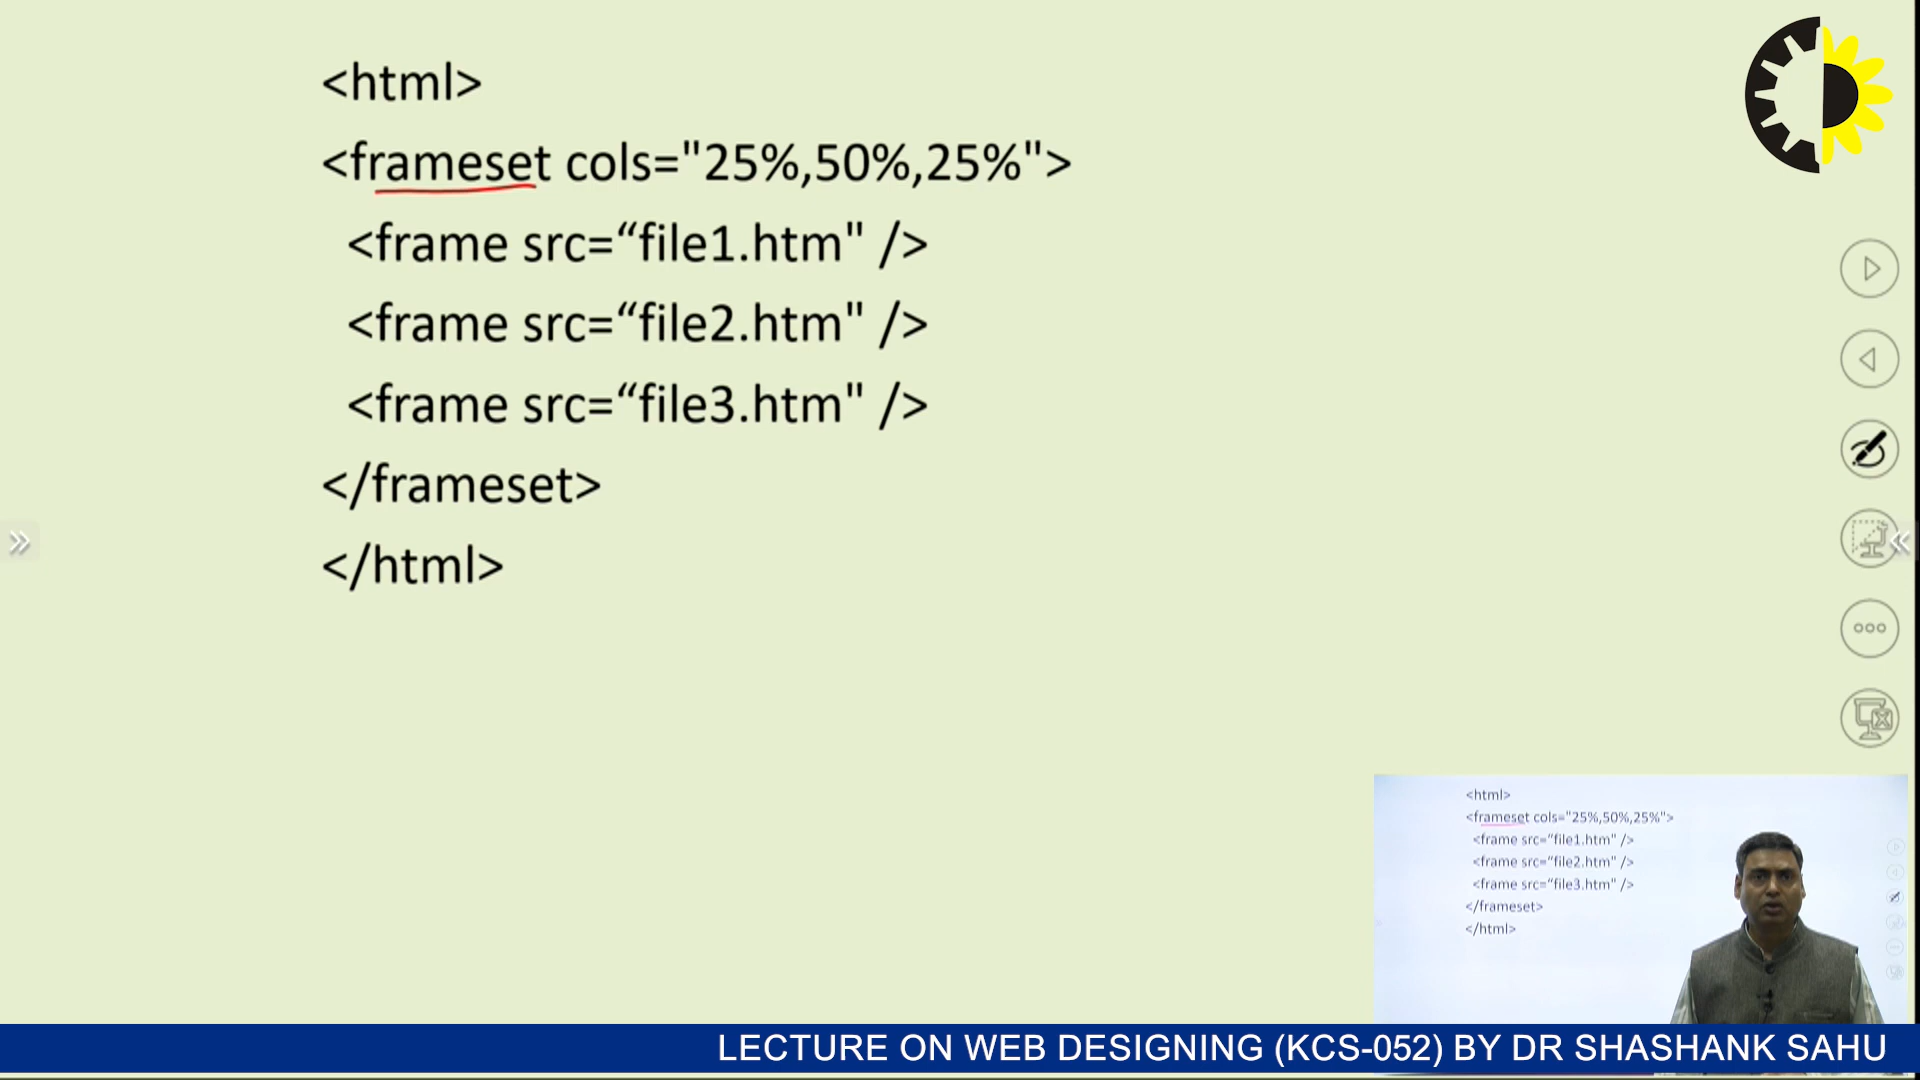 <html>
<frameset cols="25%,50%,25%">
<frame src=“file1.htm" />
<frame src=“file2.htm" />
<frame src=“file3.htm" />
</frameset>
</html>
<html>
<frameset cols="25%,50%,25%">
<frame src=“file1.htm" />
<frame src=“file2.htm" />
<frame src=“file3.htm" />
</frameset>
</html>
LECTURE ON WEB DESIGNING (KCS-052) BY DR SHASHANK SAHU